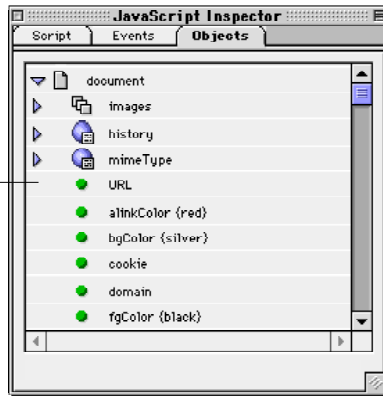 JavaScript Inspector
Script Events Objects
document
images
history
mimeType
URL
alinkColor (red)
bgColor (silver)
cookie
domain
fgColor (black)